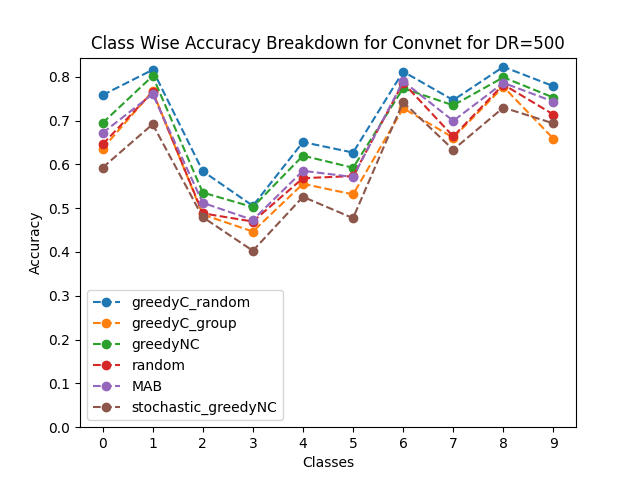 Class Wise Accuracy Breakdown for Convnet for DR=500
Accuracy
0.8
0.7
0.6
0.5
0.4
0.3
0.2
0.1
0.0
greedyC_random
greedyC_group
greedyNC
random
MAB
stochastic_greedyNC
0 1 2 3 4 5 6 7 8 9
Classes